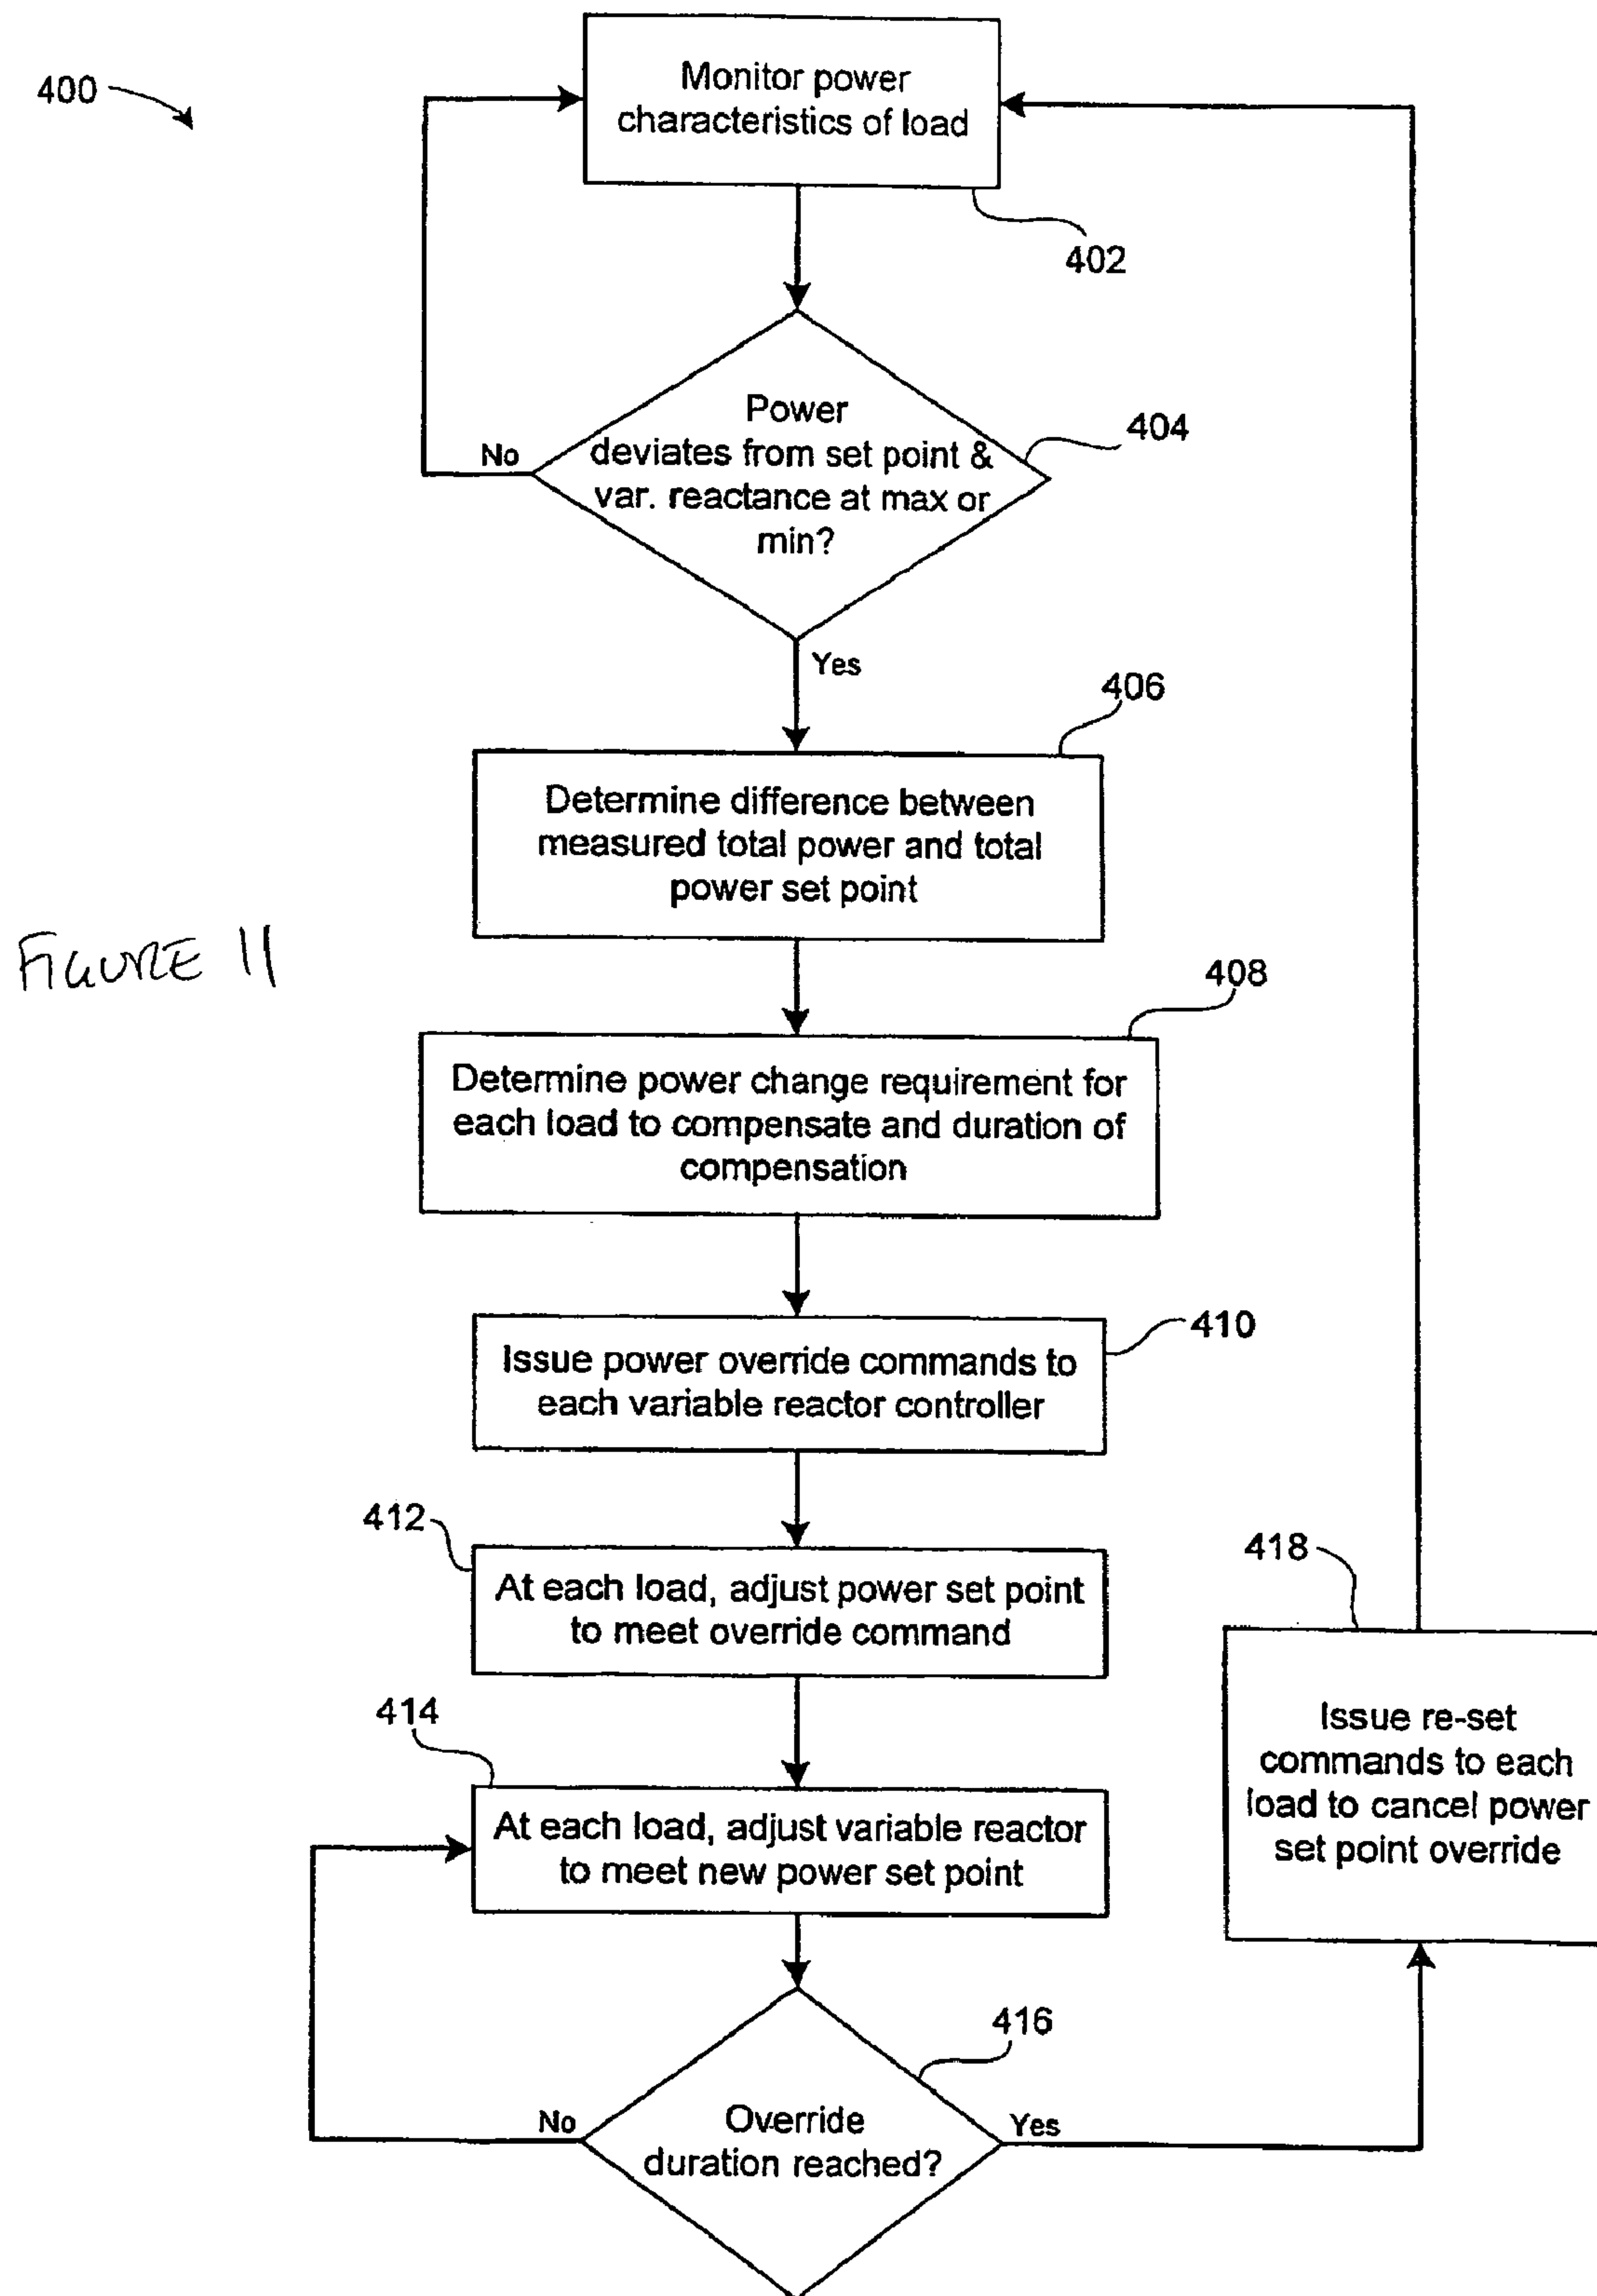 400
Monitor power
characteristics of load
402
Power
deviates from set point &
var. reactance at max or
min?
404
No
Yes
406
Determine difference between
measured total power and total
power set point
FIGURE 11
408
Determine power change requirement for
each load to compensate and duration of
compensation
Issue power override commands to
each variable reactor controller
410
412
At each load, adjust power set point
to meet override command
418
Issue re-set
commands to each
load to cancel power
set point override
414
At each load, adjust variable reactor
to meet new power set point
416
Override
duration reached?
No
Yes